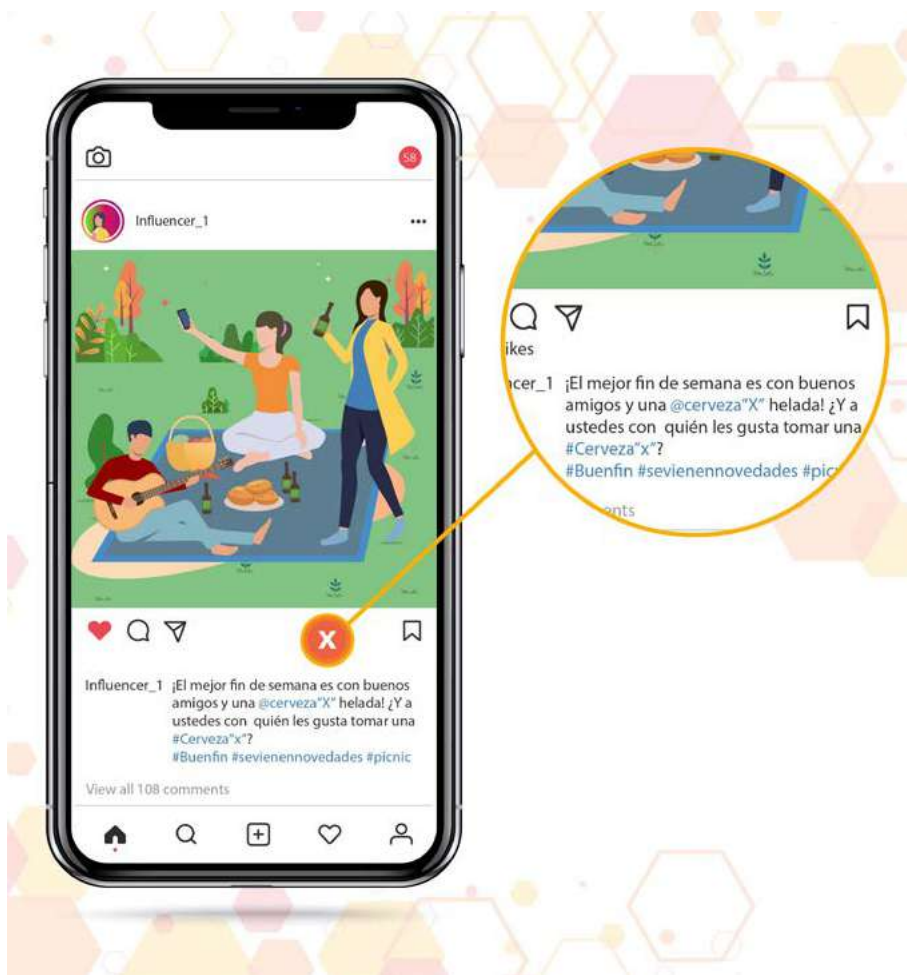 58
Influencer_1
X
Influencer_1 ¡El mejor fin de semana es con buenos
amigos y una @cerveza"X" helada! ¿Y a
ustedes con quién les gusta tomar una
#Cerveza"x"?
#Buenfin #sevienennovedades #picnic
View all 108 comments
ikes
ncer_1 ¡El mejor fin de semana es con buenos
amigos y una @cerveza"X" helada! ¿Y a
ustedes con quién les gusta tomar una
#Cerveza"x"?
#Buenfin #sevienennovedades #pic
ents